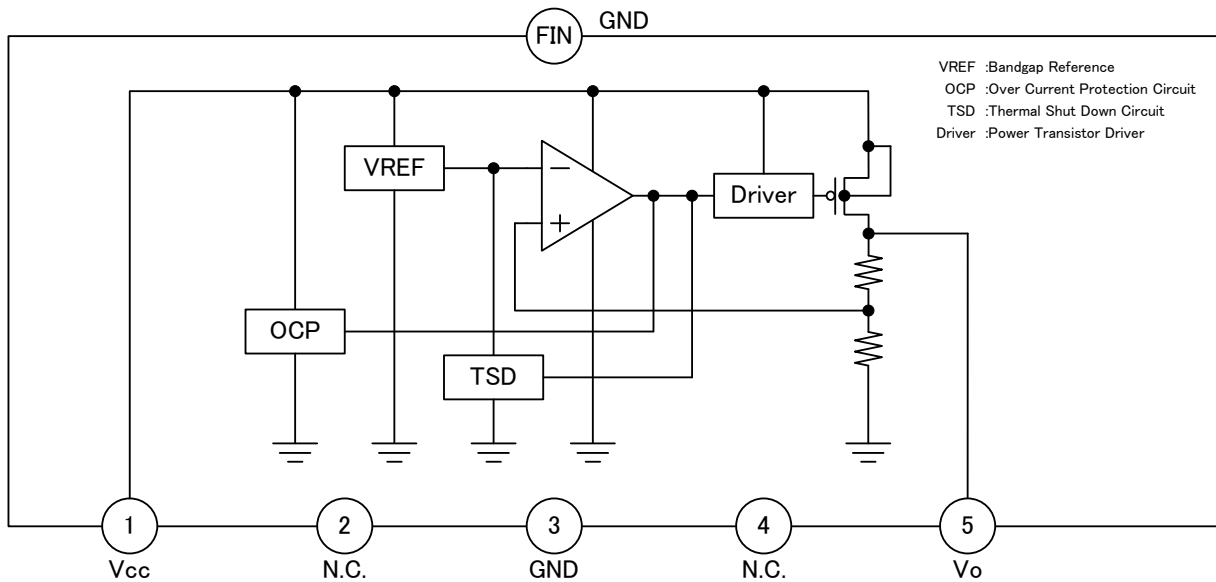 FIN GND
VREF :Bandgap Reference
OCP :Over Current Protection Circuit
TSD :Thermal Shut Down Circuit
Driver :Power Transistor Driver
VREF
−
+
Driver
OCP
TSD
1 2 3 4 5
Vcc N.C. GND N.C. Vo